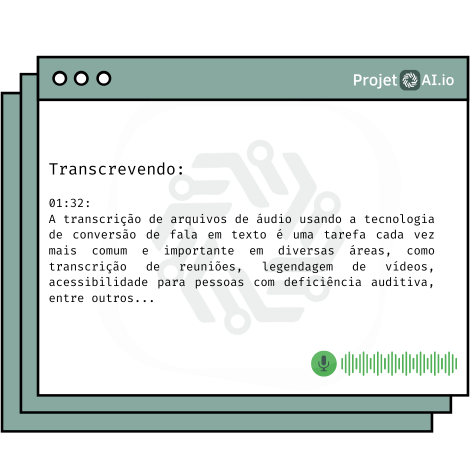 Projet AI.io
Transcrevendo:
01:32:
A transcrição de arquivos de áudio usando a tecnologia
de conversão de fala em texto é uma tarefa cada vez
mais comum e importante em diversas áreas, como
transcrição de reuniões, legendagem de vídeos,
acessibilidade para pessoas com deficiência auditiva,
entre outros...